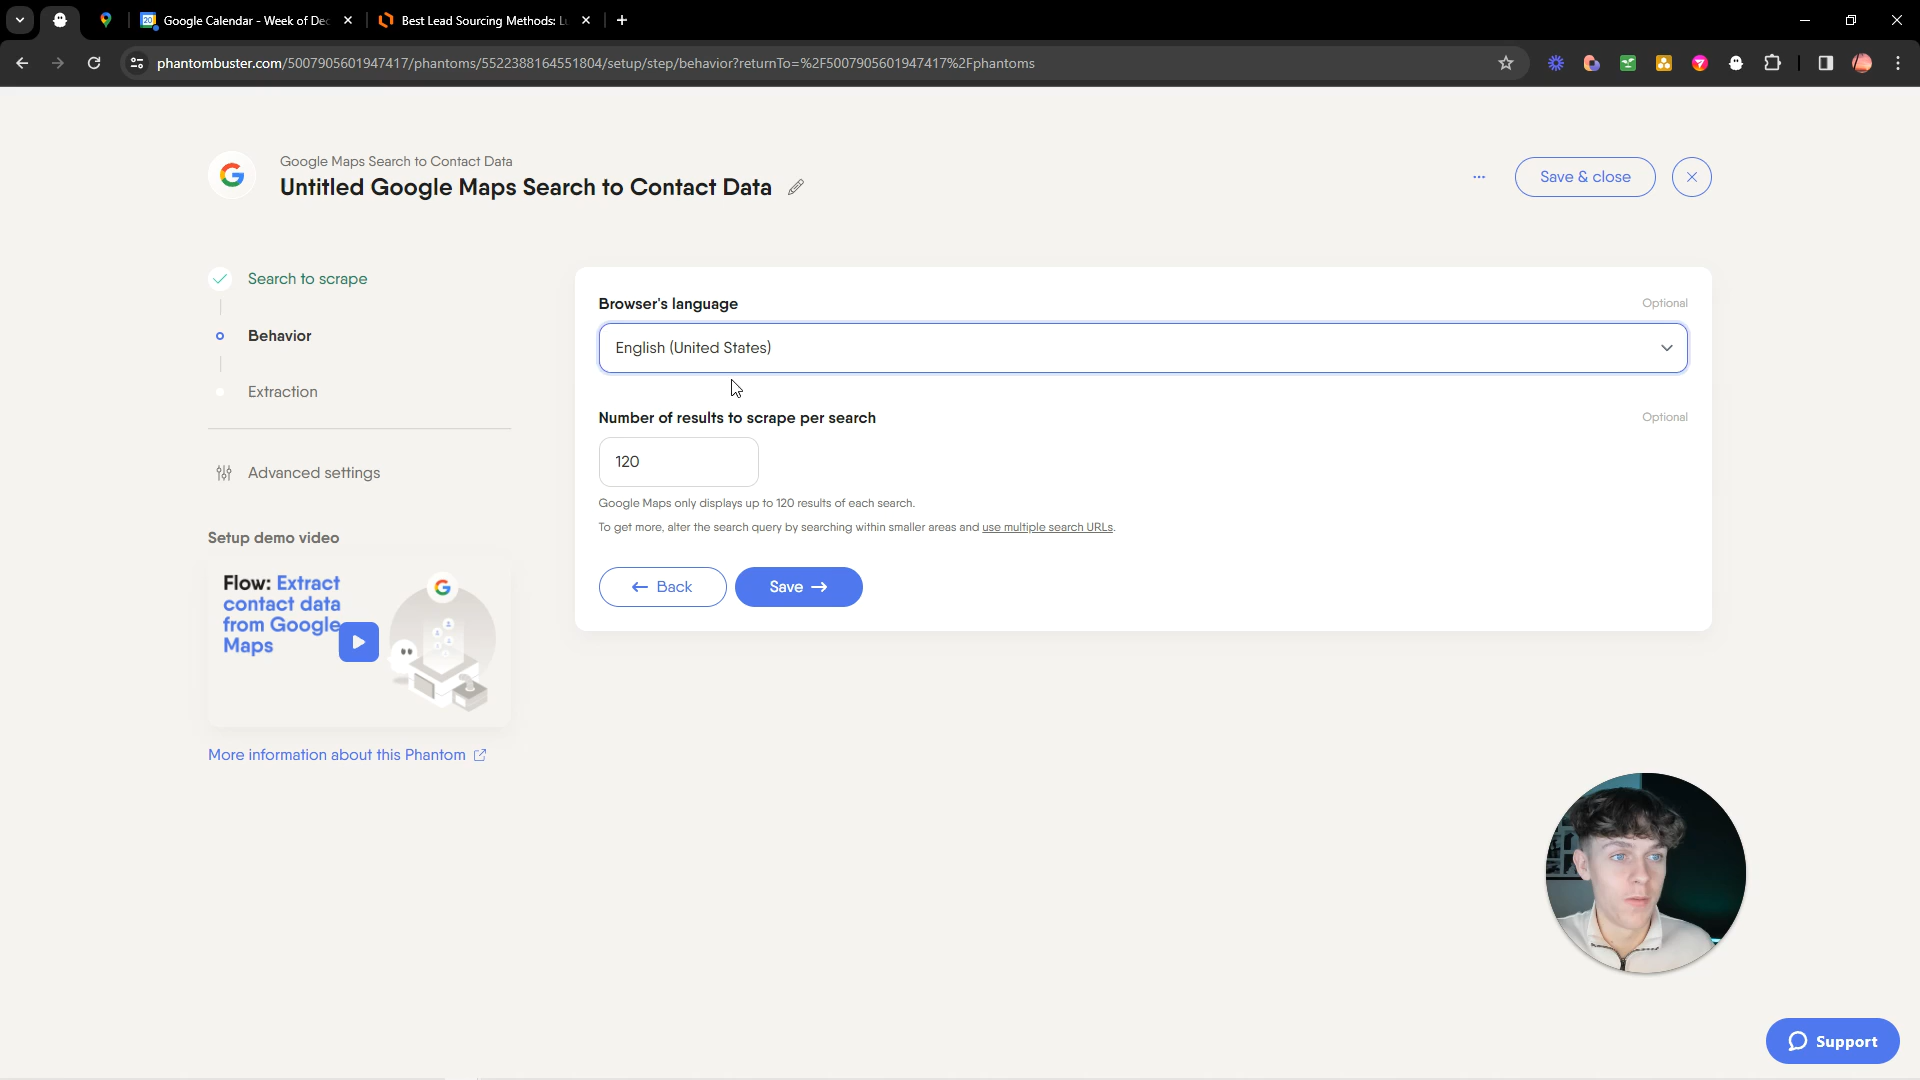 Google Calendar - Week of Dec
Best Lead Sourcing Methods: L
phantombuster.com/5007905601947417/phantoms/5522388164551804/setup/step/behavior?returnTo=%2F5007905601947417%2Fphantoms
Google Maps Search to Contact Data
Untitled Google Maps Search to Contact Data
Save & close
Search to scrape
Behavior
Extraction
Advanced settings
Setup demo video
Flow: Extract
contact data
from Google
Maps
More information about this Phantom
Browser's language
Optional
English (United States)
Number of results to scrape per search
Optional
120
Google Maps only displays up to 120 results of each search.
To get more, alter the search query by searching within smaller areas and use multiple search URLs.
← Back
Save →
Support